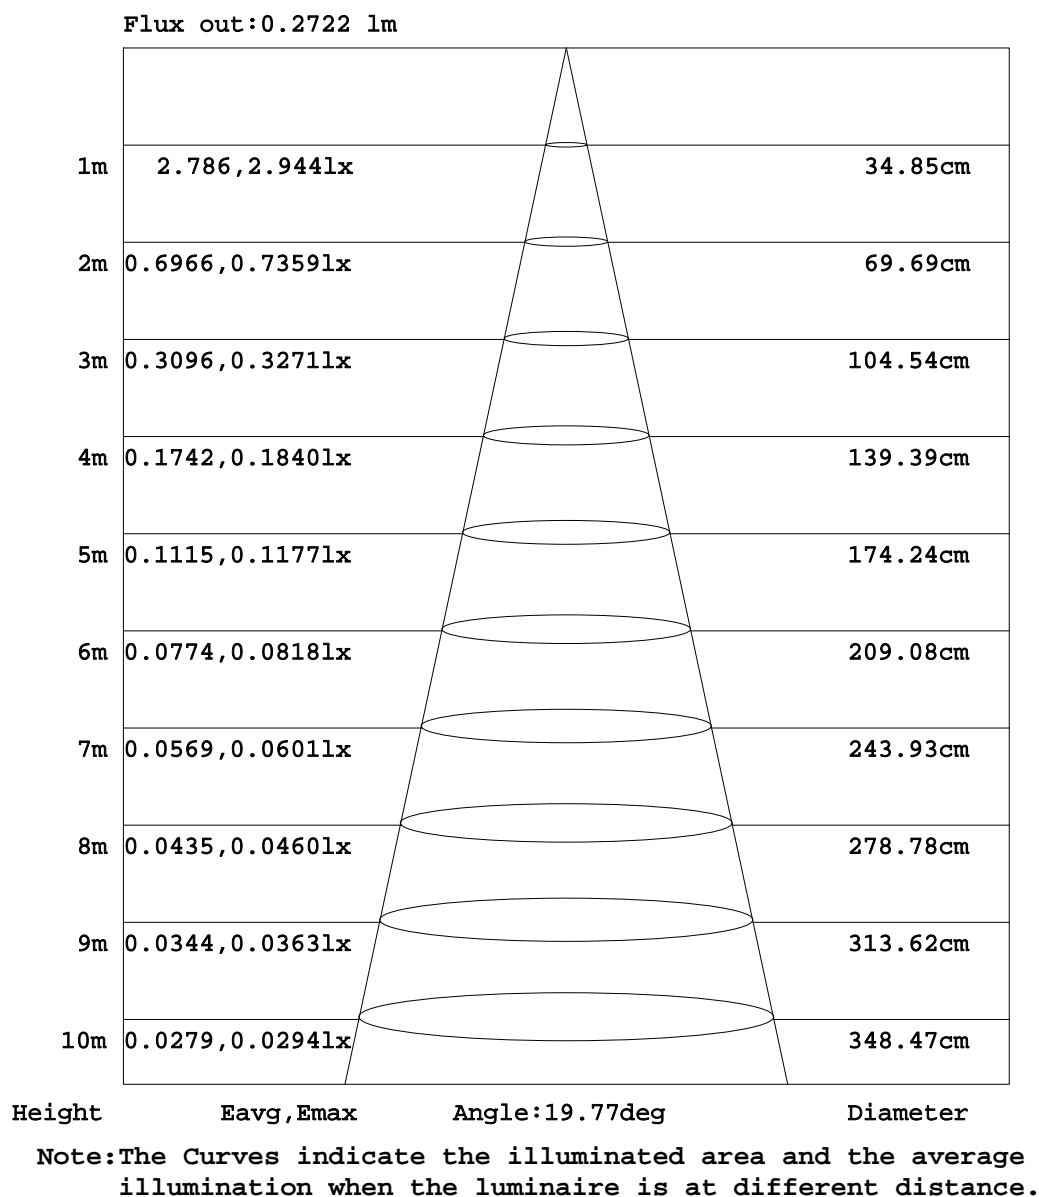 Flux out:0.2722 lm
1m 2.786,2.944lx 34.85cm
2m 0.6966,0.7359lx 69.69cm
3m 0.3096,0.3271lx 104.54cm
4m 0.1742,0.1840lx 139.39cm
5m 0.1115,0.1177lx 174.24cm
6m 0.0774,0.0818lx 209.08cm
7m 0.0569,0.0601lx 243.93cm
8m 0.0435,0.0460lx 278.78cm
9m 0.0344,0.0363lx 313.62cm
10m 0.0279,0.0294lx 348.47cm
Height Eavg,Emax Angle:19.77deg Diameter
Note:The Curves indicate the illuminated area and the average
illumination when the luminaire is at different distance.